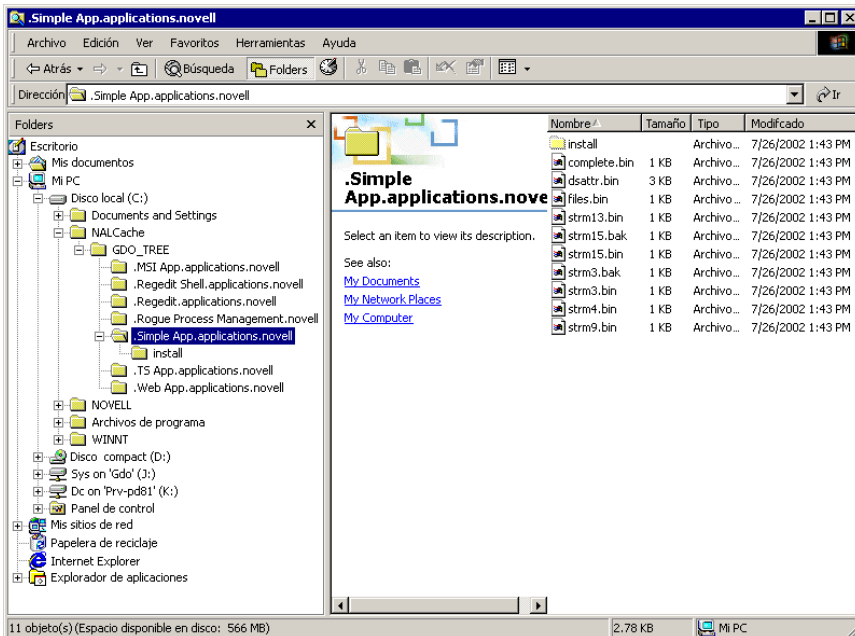 .Simple App.applications.novell
Archivo Edición Ver Favoritos Herramientas Ayuda
Atrás Búsqueda Folders
Dirección .Simple App.applications.novell Ir
Folders
Escritorio
Mis documentos
Mi PC
Disco local (C:)
Documents and Settings
NALCache
GDO_TREE
.MSI App.applications.novell
.Regedit Shell.applications.novell
.Regedit.applications.novell
.Rogue Process Management.novell
.Simple App.applications.novell
install
.TS App.applications.novell
.Web App.applications.novell
NOVELL
Archivos de programa
WINNT
Disco compact (D:)
Sys on 'Gdo' (J:)
Dc on 'Prv-pd81' (K:)
Panel de control
Mis sitios de red
Papelera de reciclaje
Internet Explorer
Explorador de aplicaciones
.Simple
App.applications.nove
Select an item to view its description.
See also:
My Documents
My Network Places
My Computer
Nombre Tamaño Tipo Modifcado
install Archivo... 7/26/2002 1:43 PM
complete.bin 1 KB Archivo... 7/26/2002 1:43 PM
dsattr.bin 3 KB Archivo... 7/26/2002 1:43 PM
files.bin 1 KB Archivo... 7/26/2002 1:43 PM
strm13.bin 1 KB Archivo... 7/26/2002 1:43 PM
strm15.bak 1 KB Archivo... 7/26/2002 1:43 PM
strm15.bin 1 KB Archivo... 7/26/2002 1:43 PM
strm3.bak 1 KB Archivo... 7/26/2002 1:43 PM
strm3.bin 1 KB Archivo... 7/26/2002 1:43 PM
strm4.bin 1 KB Archivo... 7/26/2002 1:43 PM
strm9.bin 1 KB Archivo... 7/26/2002 1:43 PM
11 objeto(s) (Espacio disponible en disco: 566 MB) 2.78 KB Mi PC